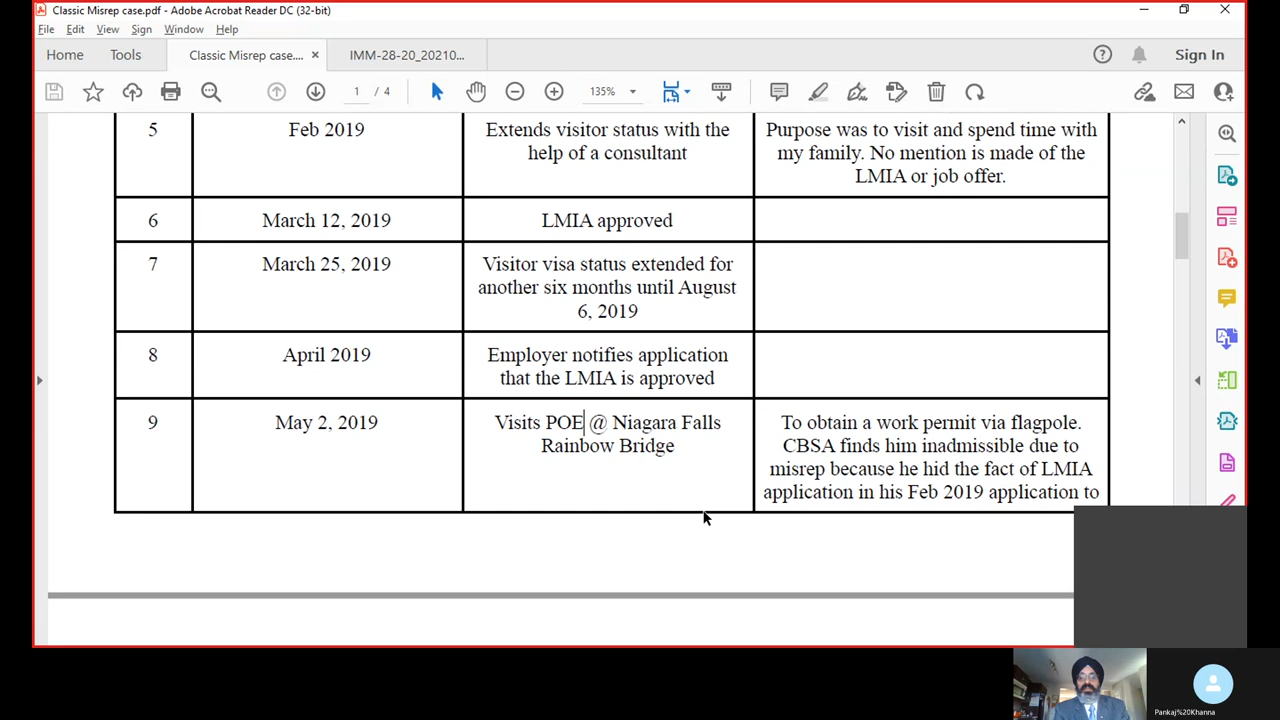 Classic Misrep case.pdf - Adobe Acrobat Reader DC (32-bit)
File Edit View Sign Window Help
Home Tools Classic Misrep case.... × IMM-28-20_20210... Sign In
1 / 4 135%
5 Feb 2019 Extends visitor status with the Purpose was to visit and spend time with
help of a consultant my family. No mention is made of the
LMIA or job offer.
6 March 12, 2019 LMIA approved
7 March 25, 2019 Visitor visa status extended for
another six months until August
6, 2019
8 April 2019 Employer notifies application
that the LMIA is approved
9 May 2, 2019 Visits POE @ Niagara Falls To obtain a work permit via flagpole.
Rainbow Bridge CBSA finds him inadmissible due to
misrep because he hid the fact of LMIA
application in his Feb 2019 application to
Pankaj%20Khanna